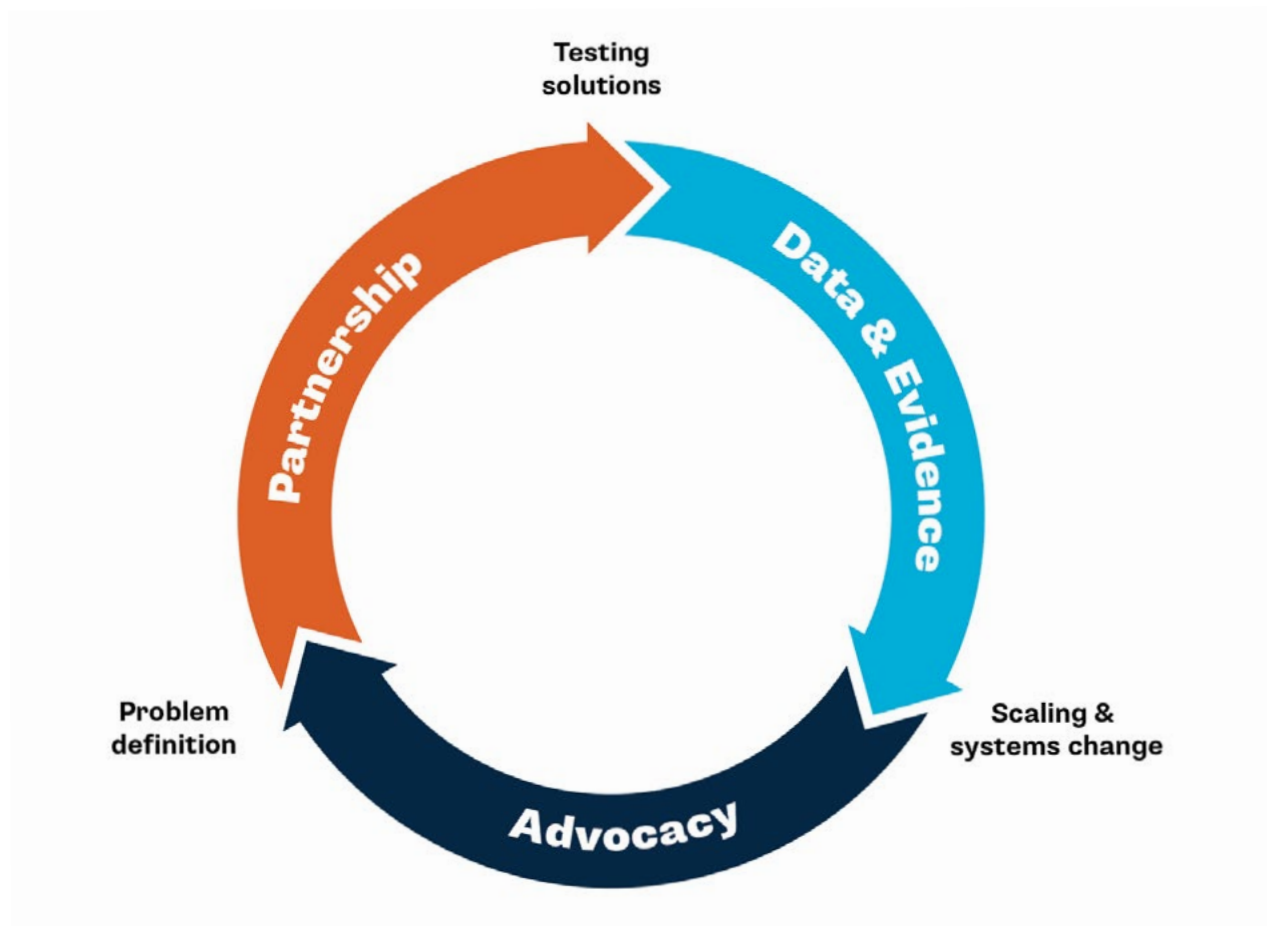 Testing
solutions
Partnership
Data & Evidence
Problem
definition
Scaling &
systems change
Advocacy